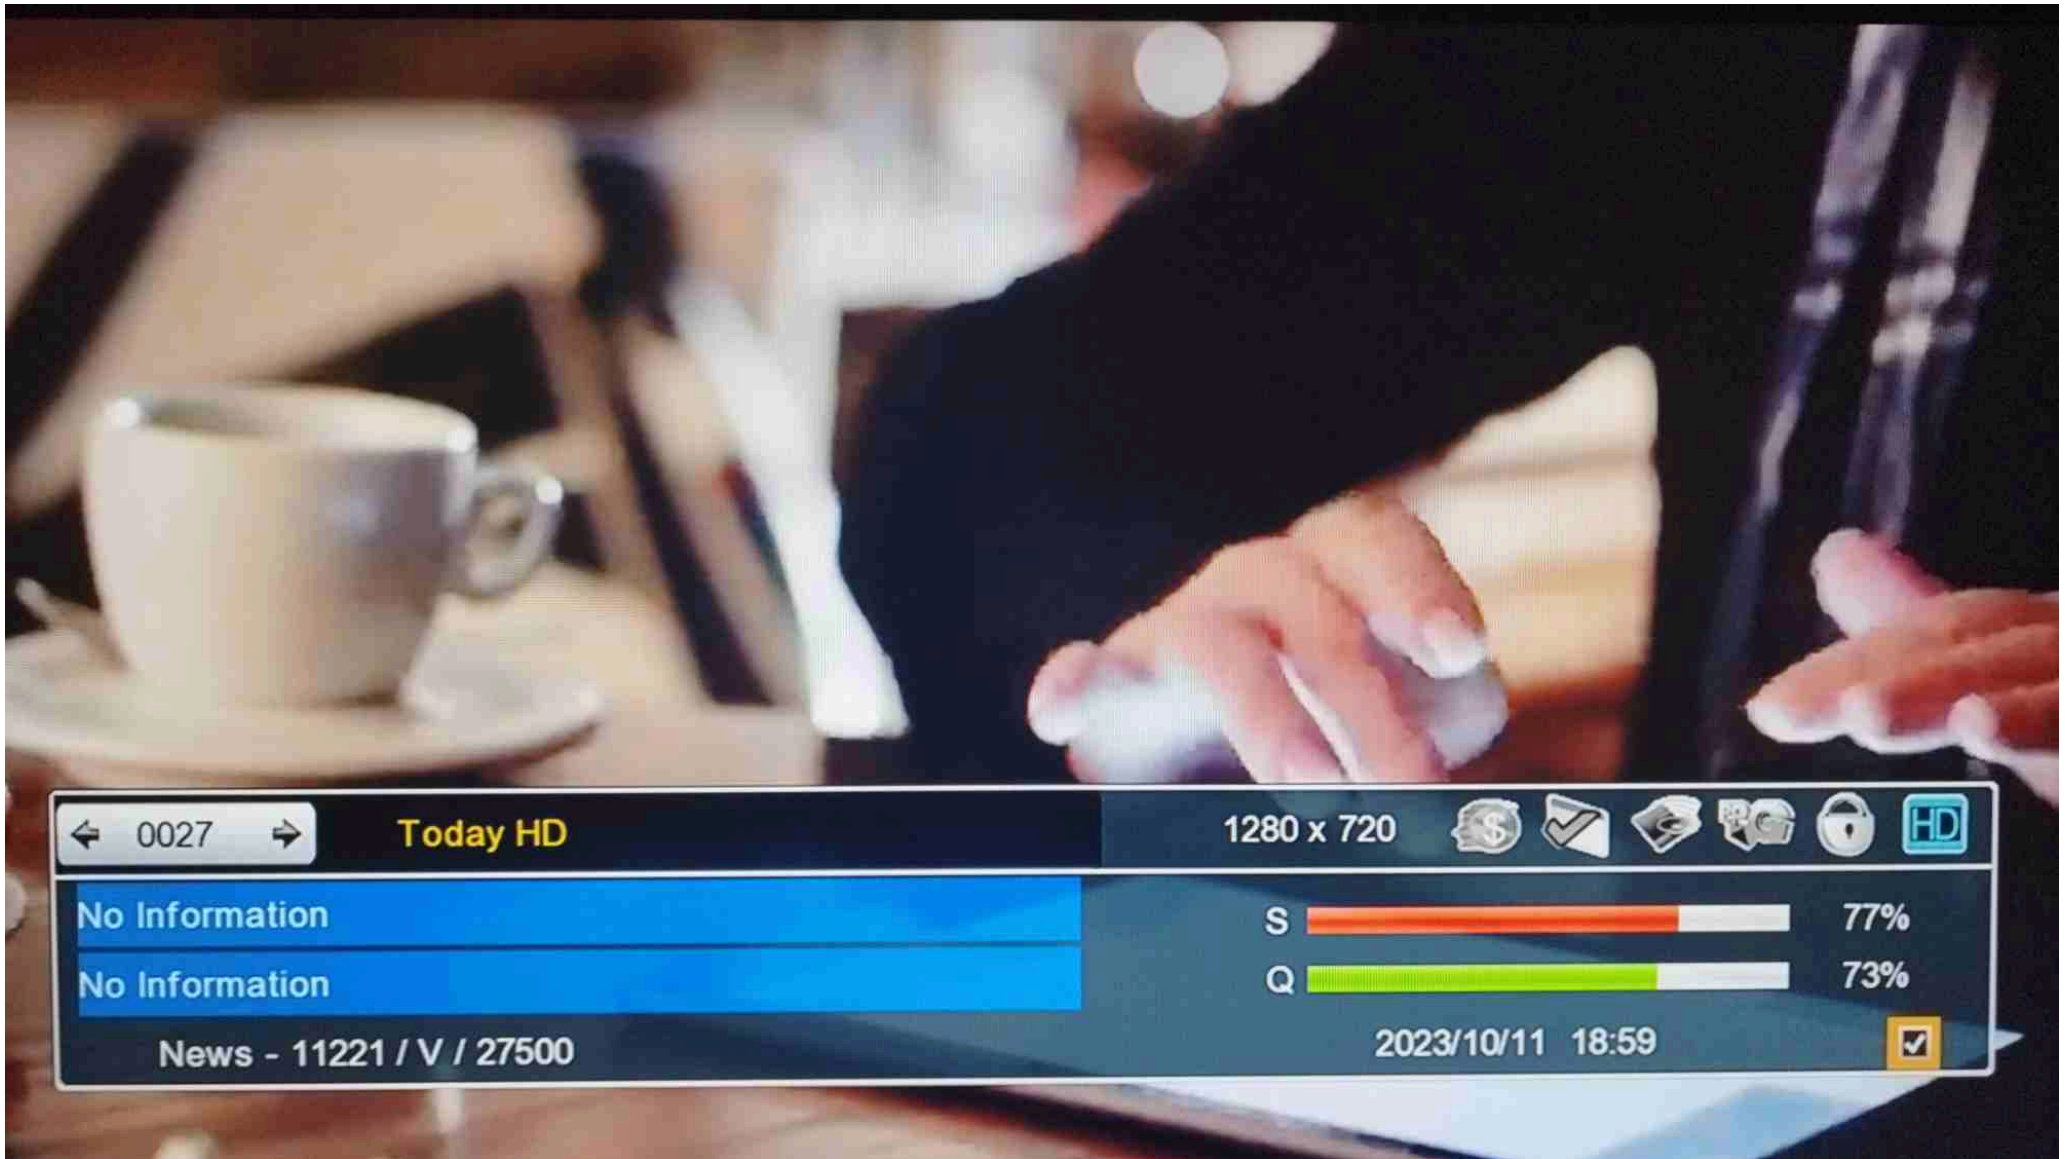 0027
Today HD
1280 x 720
HD
No Information
S 77%
No Information
Q 73%
News - 11221 / V / 27500
2023/10/11 18:59